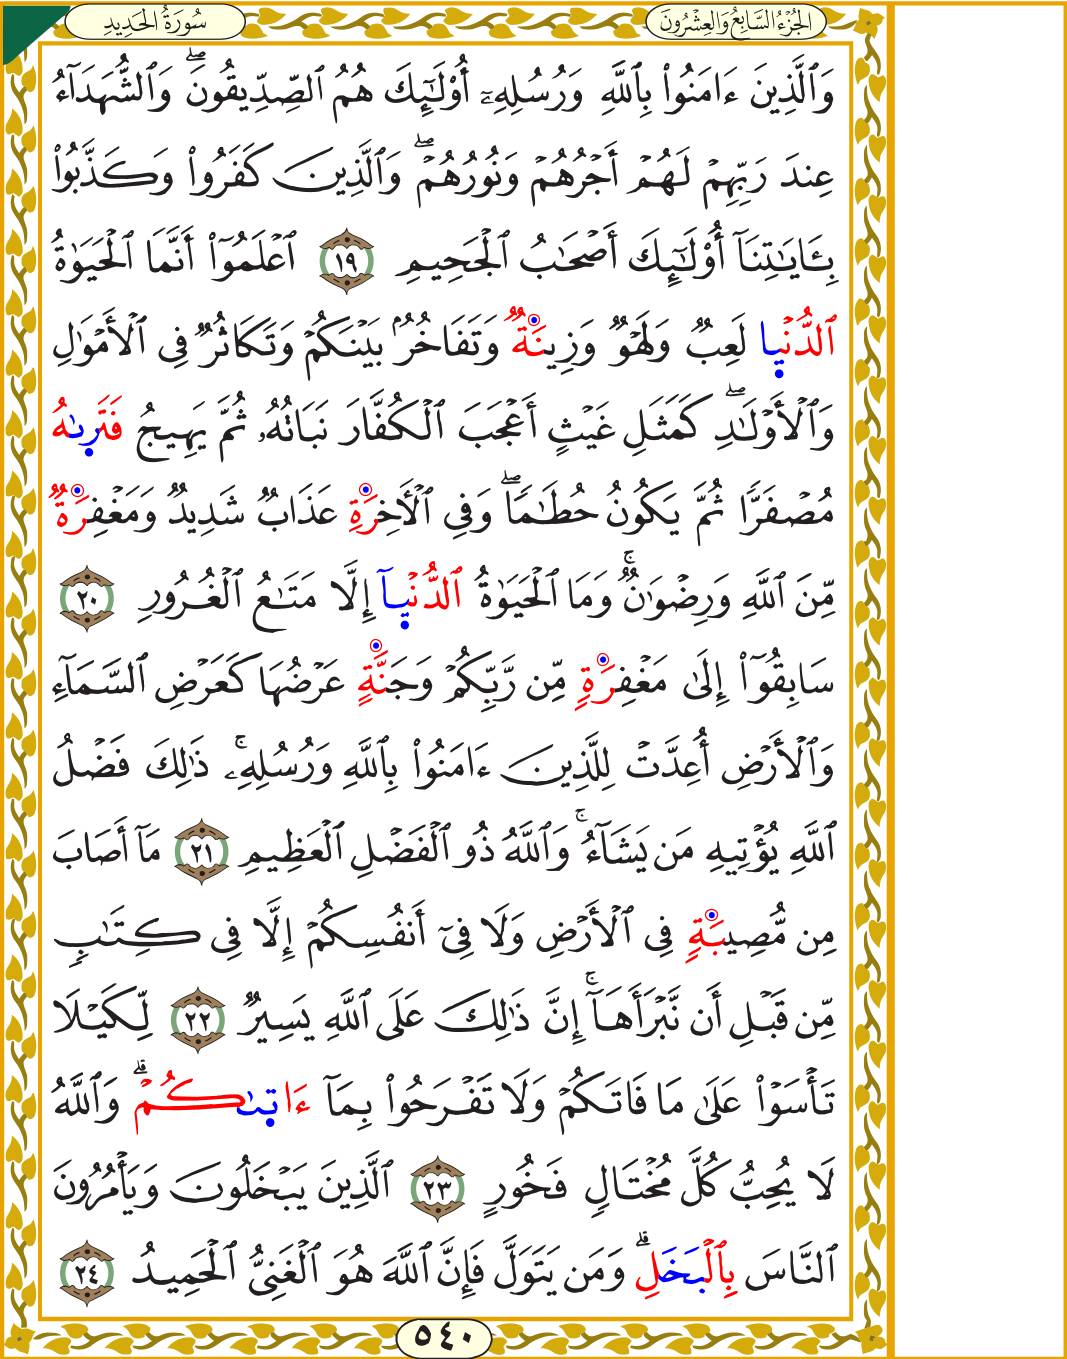 الجُزْءُ السَّابِعُ وَالعِشْرُونَ
سُورَةُ الحَدِيدِ
وَٱلَّذِينَ ءَامَنُواْ بِٱللَّهِ وَرُسُلِهِۦٓ أُوْلَـٰٓئِكَ هُمُ ٱلصِّدِّيقُونَۖ وَٱلشُّهَدَآءُ
عِندَ رَبِّهِمۡ لَهُمۡ أَجۡرُهُمۡ وَنُورُهُمۡۖ وَٱلَّذِينَ كَفَرُواْ وَكَذَّبُواْ
بِـَٔايَـٰتِنَآ أُوْلَـٰٓئِكَ أَصۡحَـٰبُ ٱلۡجَحِيمِ ١٩ ٱعۡلَمُوٓاْ أَنَّمَا ٱلۡحَيَوٰةُ
ٱلدُّنۡيٜا لَعِبٞ وَلَهۡوٞ وَزِينَةٞ وَتَفَاخُرُۢ بَيۡنَكُمۡ وَتَكَاثُرٞ فِي ٱلۡأَمۡوَٰلِ
وَٱلۡأَوۡلَـٰدِۖ كَمَثَلِ غَيۡثٍ أَعۡجَبَ ٱلۡكُفَّارَ نَبَاتُهُۥ ثُمَّ يَهِيجُ فَتَرٜىٰهُ
مُصۡفَرّٗا ثُمَّ يَكُونُ حُطَـٰمٗاۖ وَفِي ٱلۡأٓخِرَةِ عَذَابٞ شَدِيدٞ وَمَغۡفِرَةٞ
مِّنَ ٱللَّهِ وَرِضۡوَٰنٞۚ وَمَا ٱلۡحَيَوٰةُ ٱلدُّنۡيٜآ إِلَّا مَتَـٰعُ ٱلۡغُرُورِ ٢٠
سَابِقُوٓاْ إِلَىٰ مَغۡفِرَةٖ مِّن رَّبِّكُمۡ وَجَنَّةٍ عَرۡضُهَا كَعَرۡضِ ٱلسَّمَآءِ
وَٱلۡأَرۡضِ أُعِدَّتۡ لِلَّذِينَ ءَامَنُواْ بِٱللَّهِ وَرُسُلِهِۦۚ ذَٰلِكَ فَضۡلُ
ٱللَّهِ يُؤۡتِيهِ مَن يَشَآءُۚ وَٱللَّهُ ذُو ٱلۡفَضۡلِ ٱلۡعَظِيمِ ٢١ مَآ أَصَابَ
مِن مُّصِيبَةٖ فِي ٱلۡأَرۡضِ وَلَا فِيٓ أَنفُسِكُمۡ إِلَّا فِي كِتَـٰبٖ
مِّن قَبۡلِ أَن نَّبۡرَأَهَآۚ إِنَّ ذَٰلِكَ عَلَى ٱللَّهِ يَسِيرٞ ٢٢ لِّكَيۡلَا
تَأۡسَوۡاْ عَلَىٰ مَا فَاتَكُمۡ وَلَا تَفۡرَحُواْ بِمَآ ءَاتٜىٰكُمۡۗ وَٱللَّهُ
لَا يُحِبُّ كُلَّ مُخۡتَالٖ فَخُورٍ ٢٣ ٱلَّذِينَ يَبۡخَلُونَ وَيَأۡمُرُونَ
ٱلنَّاسَ بِٱلۡبَخَلِۗ وَمَن يَتَوَلَّ فَإِنَّ ٱللَّهَ هُوَ ٱلۡغَنِيُّ ٱلۡحَمِيدُ ٢٤
٥٤٠